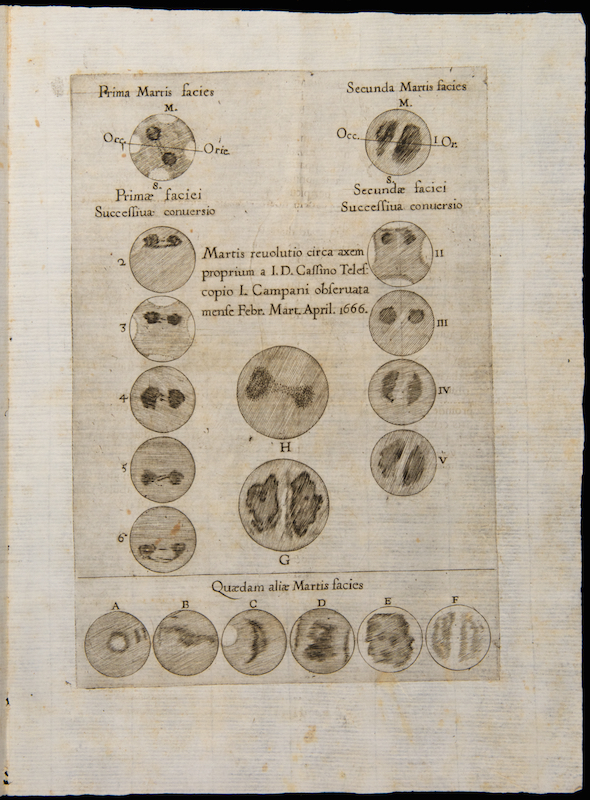 Prima Martis facies
M.
Occ.
Orie.
S.
Primæ faciei
Successiua conuersio
Secunda Martis facies
M.
Occ.
I
Or.
S.
Secundæ faciei
Successiua conuersio
2
3
4
5
6
Martis reuolutio circa axem
proprium a I. D. Cassino Teles:
copio I. Campani obseruata
mense Febr. Mart. April. 1666.
H
G
II
III
IV
V
Quædam aliæ Martis facies
A B C D E F